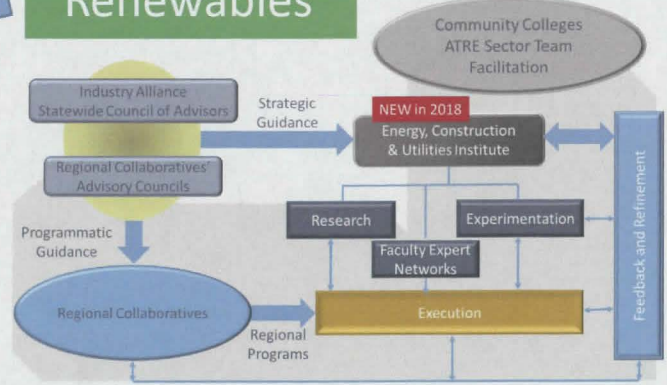 Renewables
Community Colleges
ATRE Sector Team
Facilitation
Industry Alliance
Statewide Council of Advisors
Strategic
Guidance
NEW in 2018
Energy, Construction
& Utilities Institute
Regional Collaboratives'
Advisory Councils
Research
Experimentation
Programmatic
Guidance
Faculty Expert
Networks
Feedback and Refinement
Regional Collaboratives
Execution
Regional
Programs